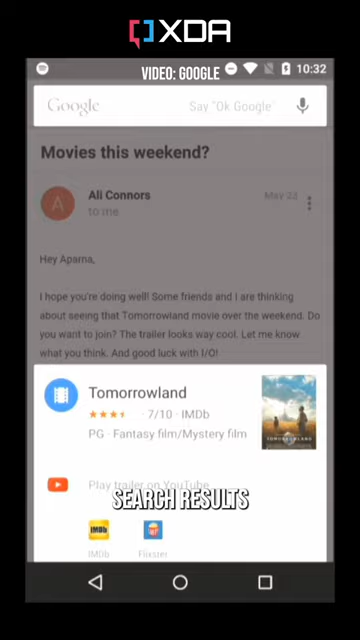 XDA
VIDEO: GOOGLE
10:32
Google
Say "Ok Google"
Movies this weekend?
A
Ali Connors
May 23
to me
Hey Aparna,
I hope you're doing well! Some friends and I are thinking
about seeing that Tomorrowland movie over the weekend. Do
you want to join? The trailer looks way cool. Let me know
what you think. And good luck with I/O!
Tomorrowland
7/10 · IMDb
PG · Fantasy film/Mystery film
TOMORROWLAND
Play trailer on YouTube
SEARCH RESULTS
IMDb
IMDb
Flixster